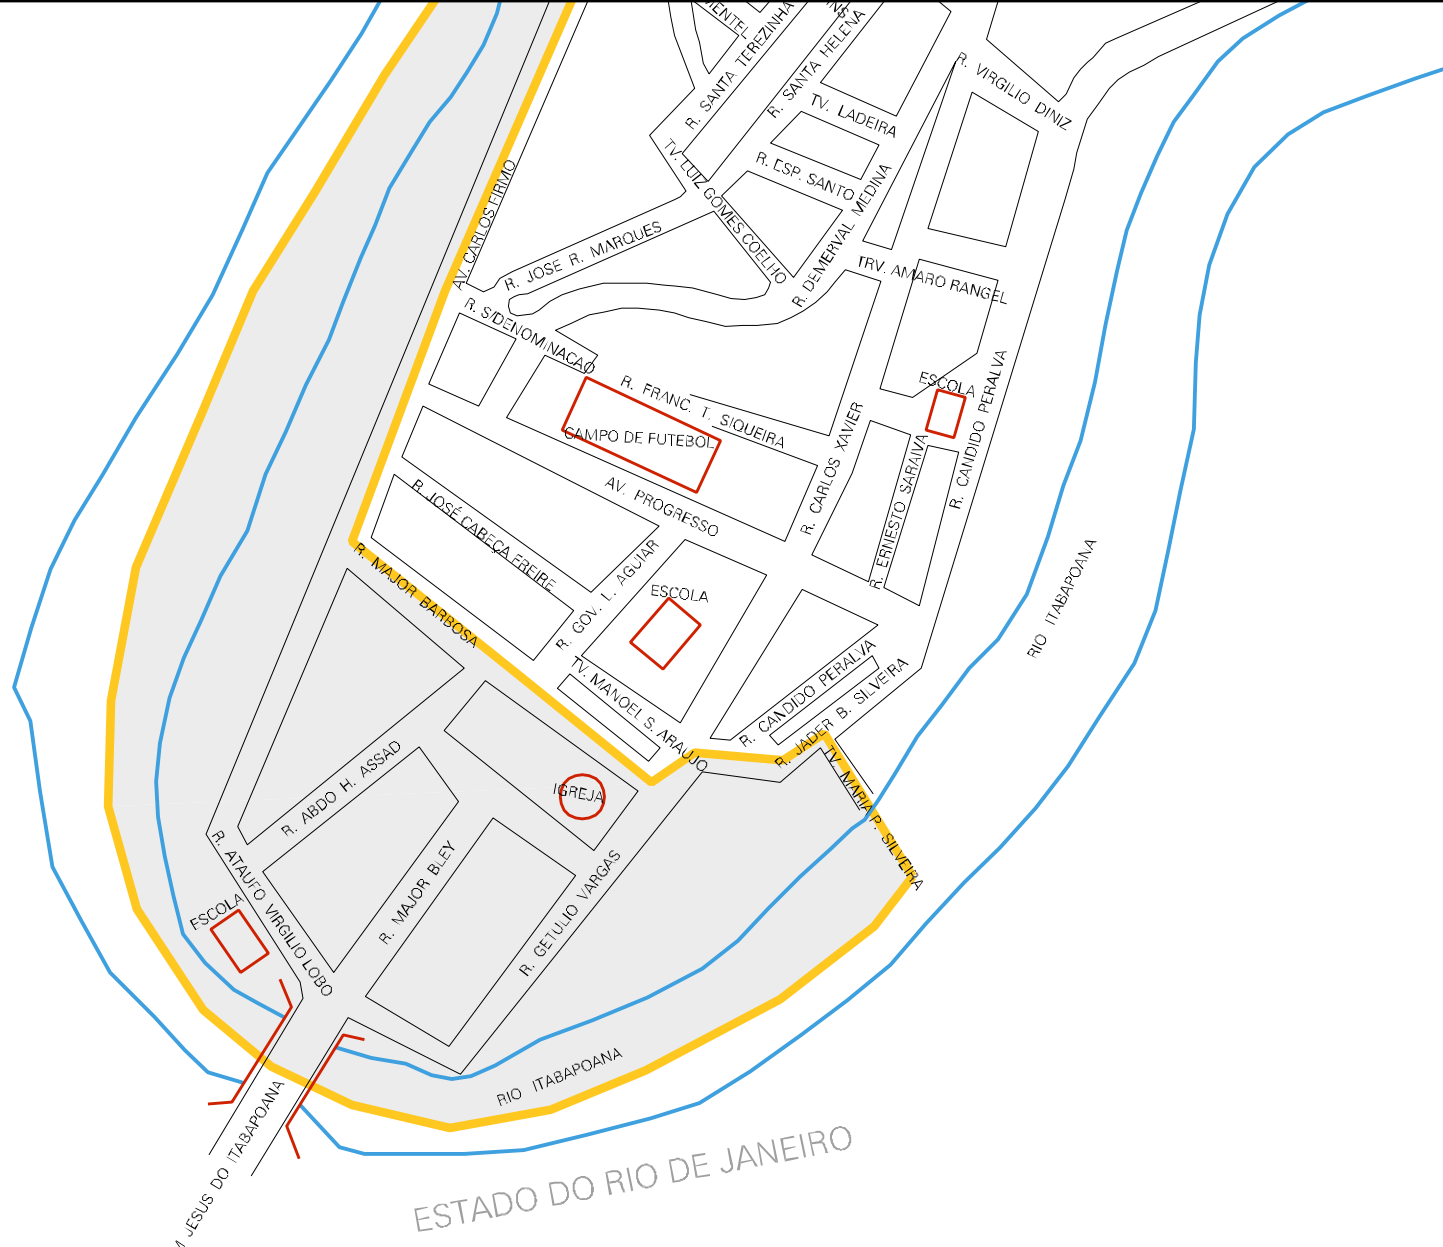 R. SANTA TEREZINHA
R. SANTA HELENA
R. VIRGILIO DINIZ
TV. LADEIRA
TV. LUIZ GOMES COELHO
R. ESP. SANTO
AV. CARLOS FIRMO
R. DEMERVAL MEDINA
R. JOSE R. MARQUES
TRV. AMARO RANGEL
R. S/DENOMINACAO
R. FRANC. T. SIQUEIRA
ESCOLA
R. CANDIDO PERALVA
CAMPO DE FUTEBOL
R. CARLOS XAVIER
R. ERNESTO SARAIVA
AV. PROGRESSO
R. JOSÉ CABEÇA FREIRE
R. MAJOR BARBOSA
R. GOV. L. AGUIAR
ESCOLA
RIO ITABAPOANA
TV. MANOEL S. ARAUJO
R. CANDIDO PERALVA
R. JADER B. SILVEIRA
TV. MARIA P. SILVEIRA
R. ABDO H. ASSAD
IGREJA
R. ATAUFO VIRGILIO LOBO
R. MAJOR BLEY
R. GETULIO VARGAS
ESCOLA
RIO ITABAPOANA
JESUS DO ITABAPOANA
ESTADO DO RIO DE JANEIRO